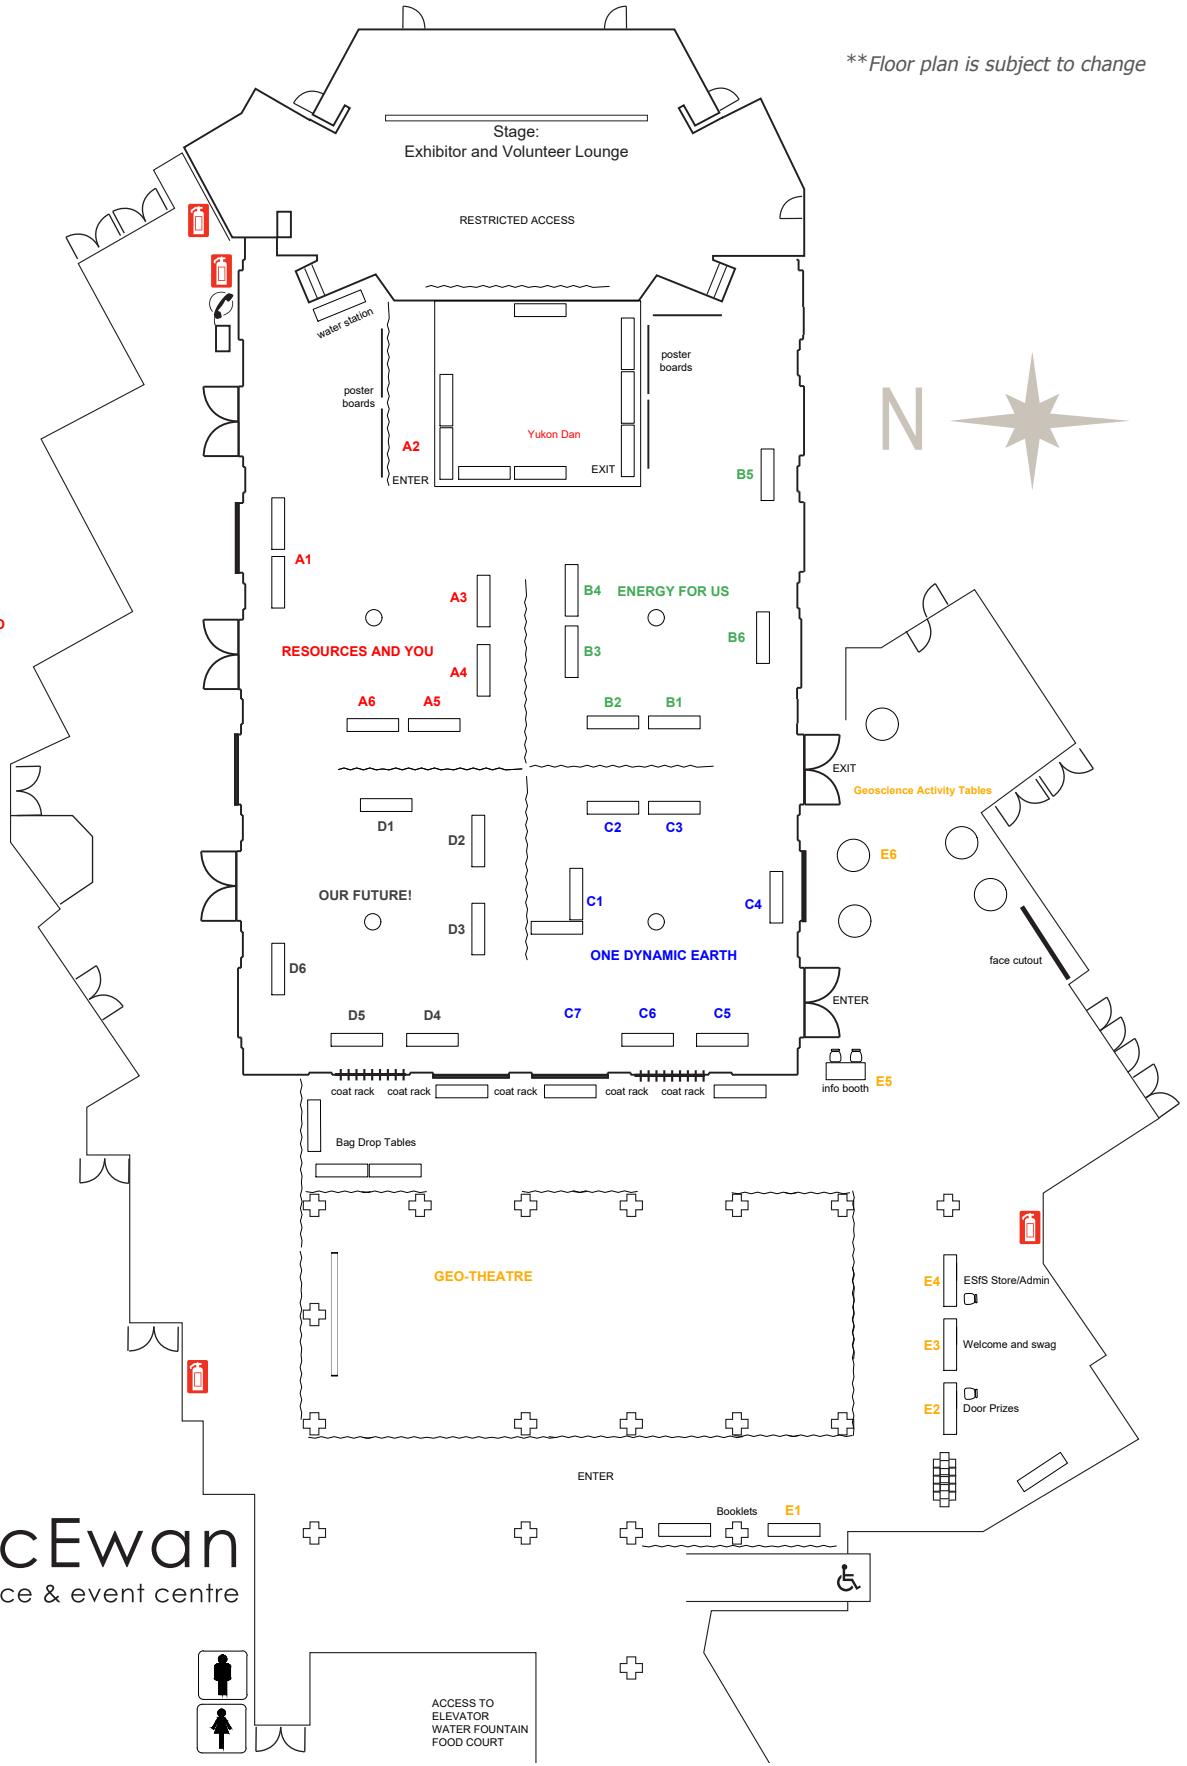 **Floor plan is subject to change
Stage:
Exhibitor and Volunteer Lounge
RESTRICTED ACCESS
water station
poster
boards
poster
boards
N
A2
Yukon Dan
ENTER
EXIT
B5
A1
A3
B4
ENERGY FOR US
B6
RESOURCES AND YOU
B3
A4
A6
A5
B2
B1
EXIT
Geoscience Activity Tables
D1
C2
C3
D2
E6
OUR FUTURE!
C1
C4
D3
ONE DYNAMIC EARTH
face cutout
D6
ENTER
D5
D4
C7
C6
C5
coat rack
coat rack
coat rack
coat rack
coat rack
info booth
E5
Bag Drop Tables
GEO-THEATRE
E4
ESfS Store/Admin
E3
Welcome and swag
E2
Door Prizes
ENTER
Booklets
E1
cEwan
ce & event centre
ACCESS TO
ELEVATOR
WATER FOUNTAIN
FOOD COURT